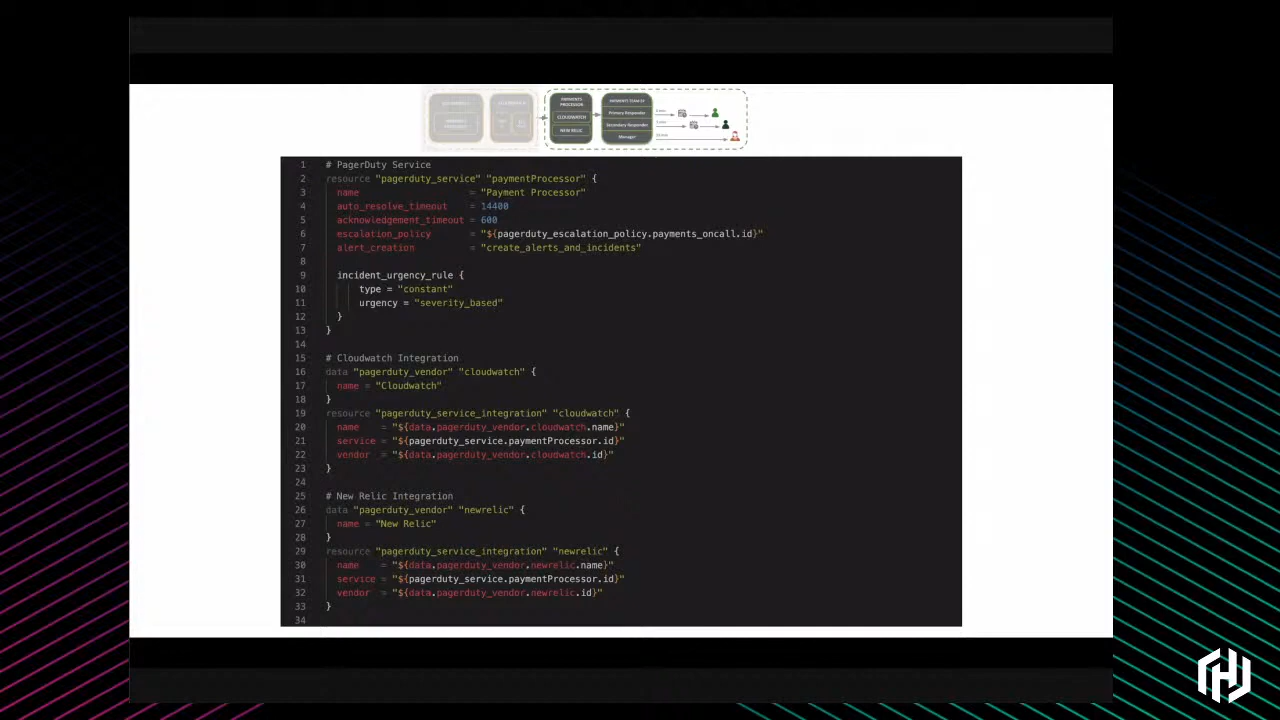 PAYMENTS
PROCESSOR
CLOUDWATCH
NEW RELIC
PAYMENTS TEAM EP
Primary Responder
Secondary Responder
Manager
1 # PagerDuty Service
2 resource "pagerduty_service" "paymentProcessor" {
3 name = "Payment Processor"
4 auto_resolve_timeout = 14400
5 acknowledgement_timeout = 600
6 escalation_policy = "${pagerduty_escalation_policy.payments_oncall.id}"
7 alert_creation = "create_alerts_and_incidents"
8
9 incident_urgency_rule {
10 type = "constant"
11 urgency = "severity_based"
12 }
13 }
14
15 # Cloudwatch Integration
16 data "pagerduty_vendor" "cloudwatch" {
17 name = "Cloudwatch"
18 }
19 resource "pagerduty_service_integration" "cloudwatch" {
20 name = "${data.pagerduty_vendor.cloudwatch.name}"
21 service = "${pagerduty_service.paymentProcessor.id}"
22 vendor = "${data.pagerduty_vendor.cloudwatch.id}"
23 }
24
25 # New Relic Integration
26 data "pagerduty_vendor" "newrelic" {
27 name = "New Relic"
28 }
29 resource "pagerduty_service_integration" "newrelic" {
30 name = "${data.pagerduty_vendor.newrelic.name}"
31 service = "${pagerduty_service.paymentProcessor.id}"
32 vendor = "${data.pagerduty_vendor.newrelic.id}"
33 }
34